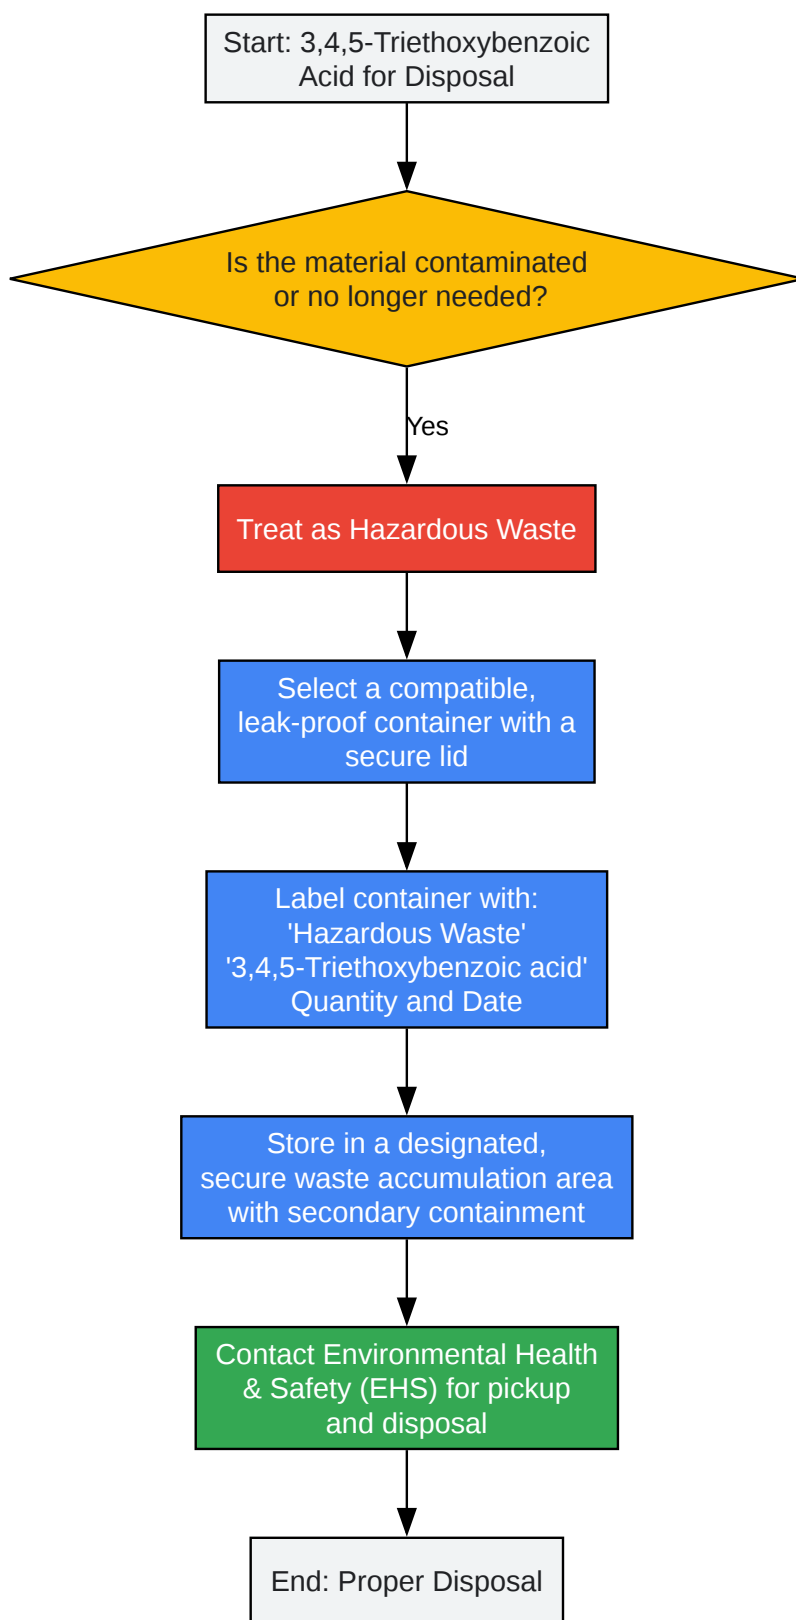 Start: 3,4,5-Triethoxybenzoic
Acid for Disposal
Is the material contaminated
or no longer needed?
Yes
Treat as Hazardous Waste
Select a compatible,
leak-proof container with a
secure lid
Label container with:
'Hazardous Waste'
'3,4,5-Triethoxybenzoic acid'
Quantity and Date
Store in a designated,
secure waste accumulation area
with secondary containment
Contact Environmental Health
& Safety (EHS) for pickup
and disposal
End: Proper Disposal